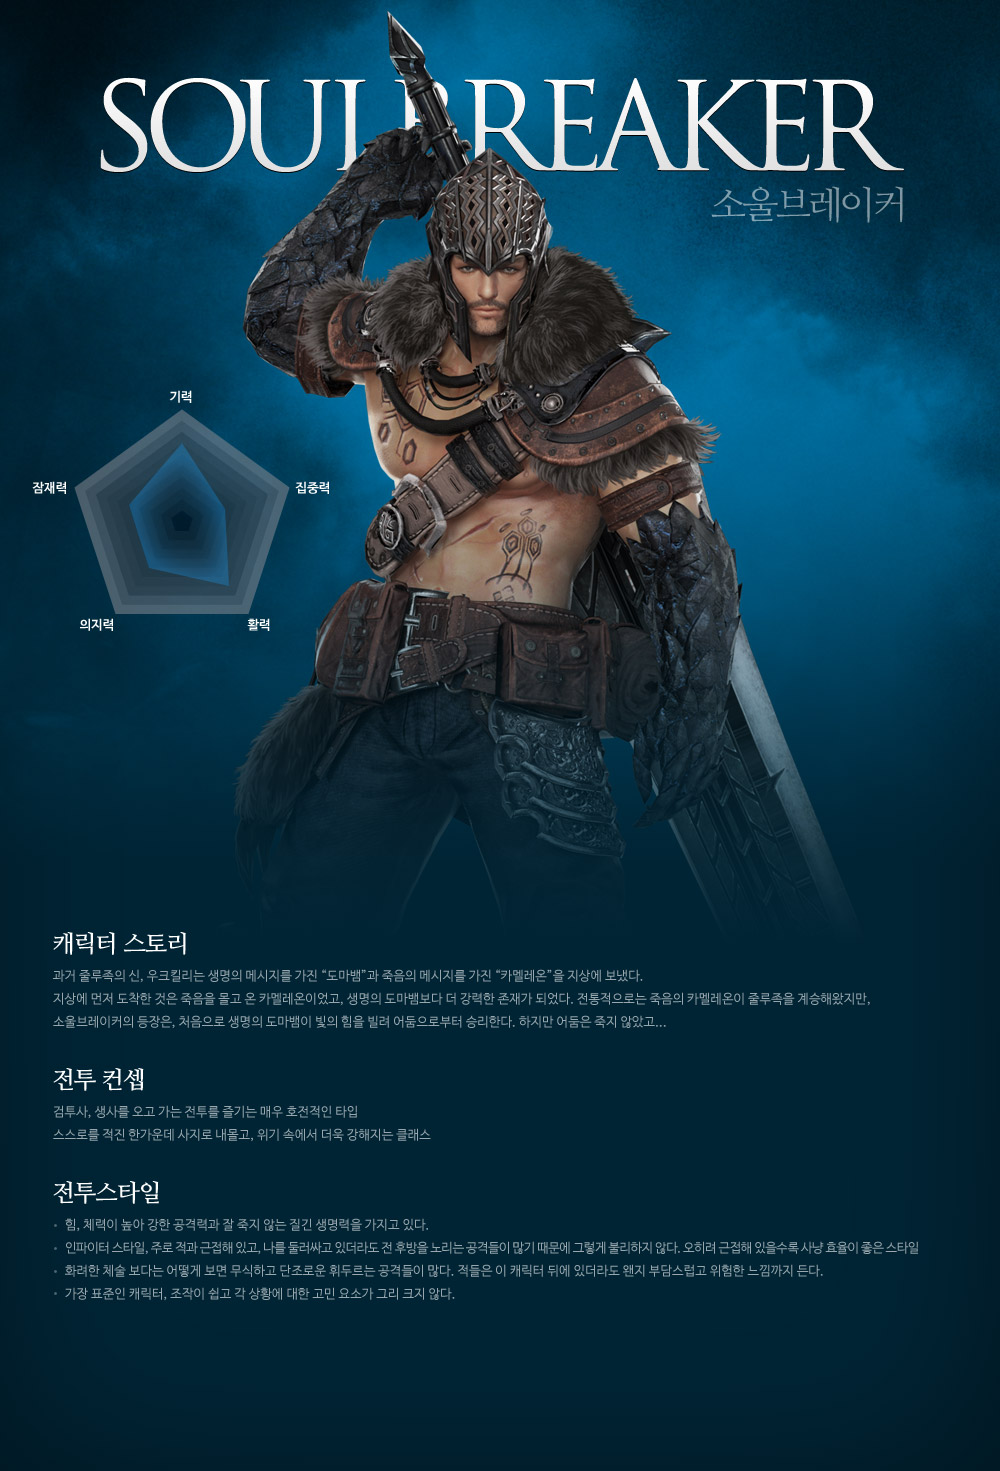 SOULBREAKER
소울브레이커
기력
잠재력
집중력
의지력
활력
캐릭터 스토리
과거 줄루족의 신, 우크킬리는 생명의 메시지를 가진 “도마뱀”과 죽음의 메시지를 가진 “카멜레온”을 지상에 보냈다.
지상에 먼저 도착한 것은 죽음을 몰고 온 카멜레온이었고, 생명의 도마뱀보다 더 강력한 존재가 되었다. 전통적으로는 죽음의 카멜레온이 줄루족을 계승해왔지만,
소울브레이커의 등장은, 처음으로 생명의 도마뱀이 빛의 힘을 빌려 어둠으로부터 승리한다. 하지만 어둠은 죽지 않았고...
전투 컨셉
검투사, 생사를 오고 가는 전투를 즐기는 매우 호전적인 타입
스스로를 적진 한가운데 사지로 내몰고, 위기 속에서 더욱 강해지는 클래스
전투스타일
• 힘, 체력이 높아 강한 공격력과 잘 죽지 않는 질긴 생명력을 가지고 있다.
• 인파이터 스타일, 주로 적과 근접해 있고, 나를 둘러싸고 있더라도 전 후방을 노리는 공격들이 많기 때문에 그렇게 불리하지 않다. 오히려 근접해 있을수록 사냥 효율이 좋은 스타일
• 화려한 체술 보다는 어떻게 보면 무식하고 단조로운 휘두르는 공격들이 많다. 적들은 이 캐릭터 뒤에 있더라도 왠지 부담스럽고 위험한 느낌까지 든다.
• 가장 표준인 캐릭터, 조작이 쉽고 각 상황에 대한 고민 요소가 그리 크지 않다.